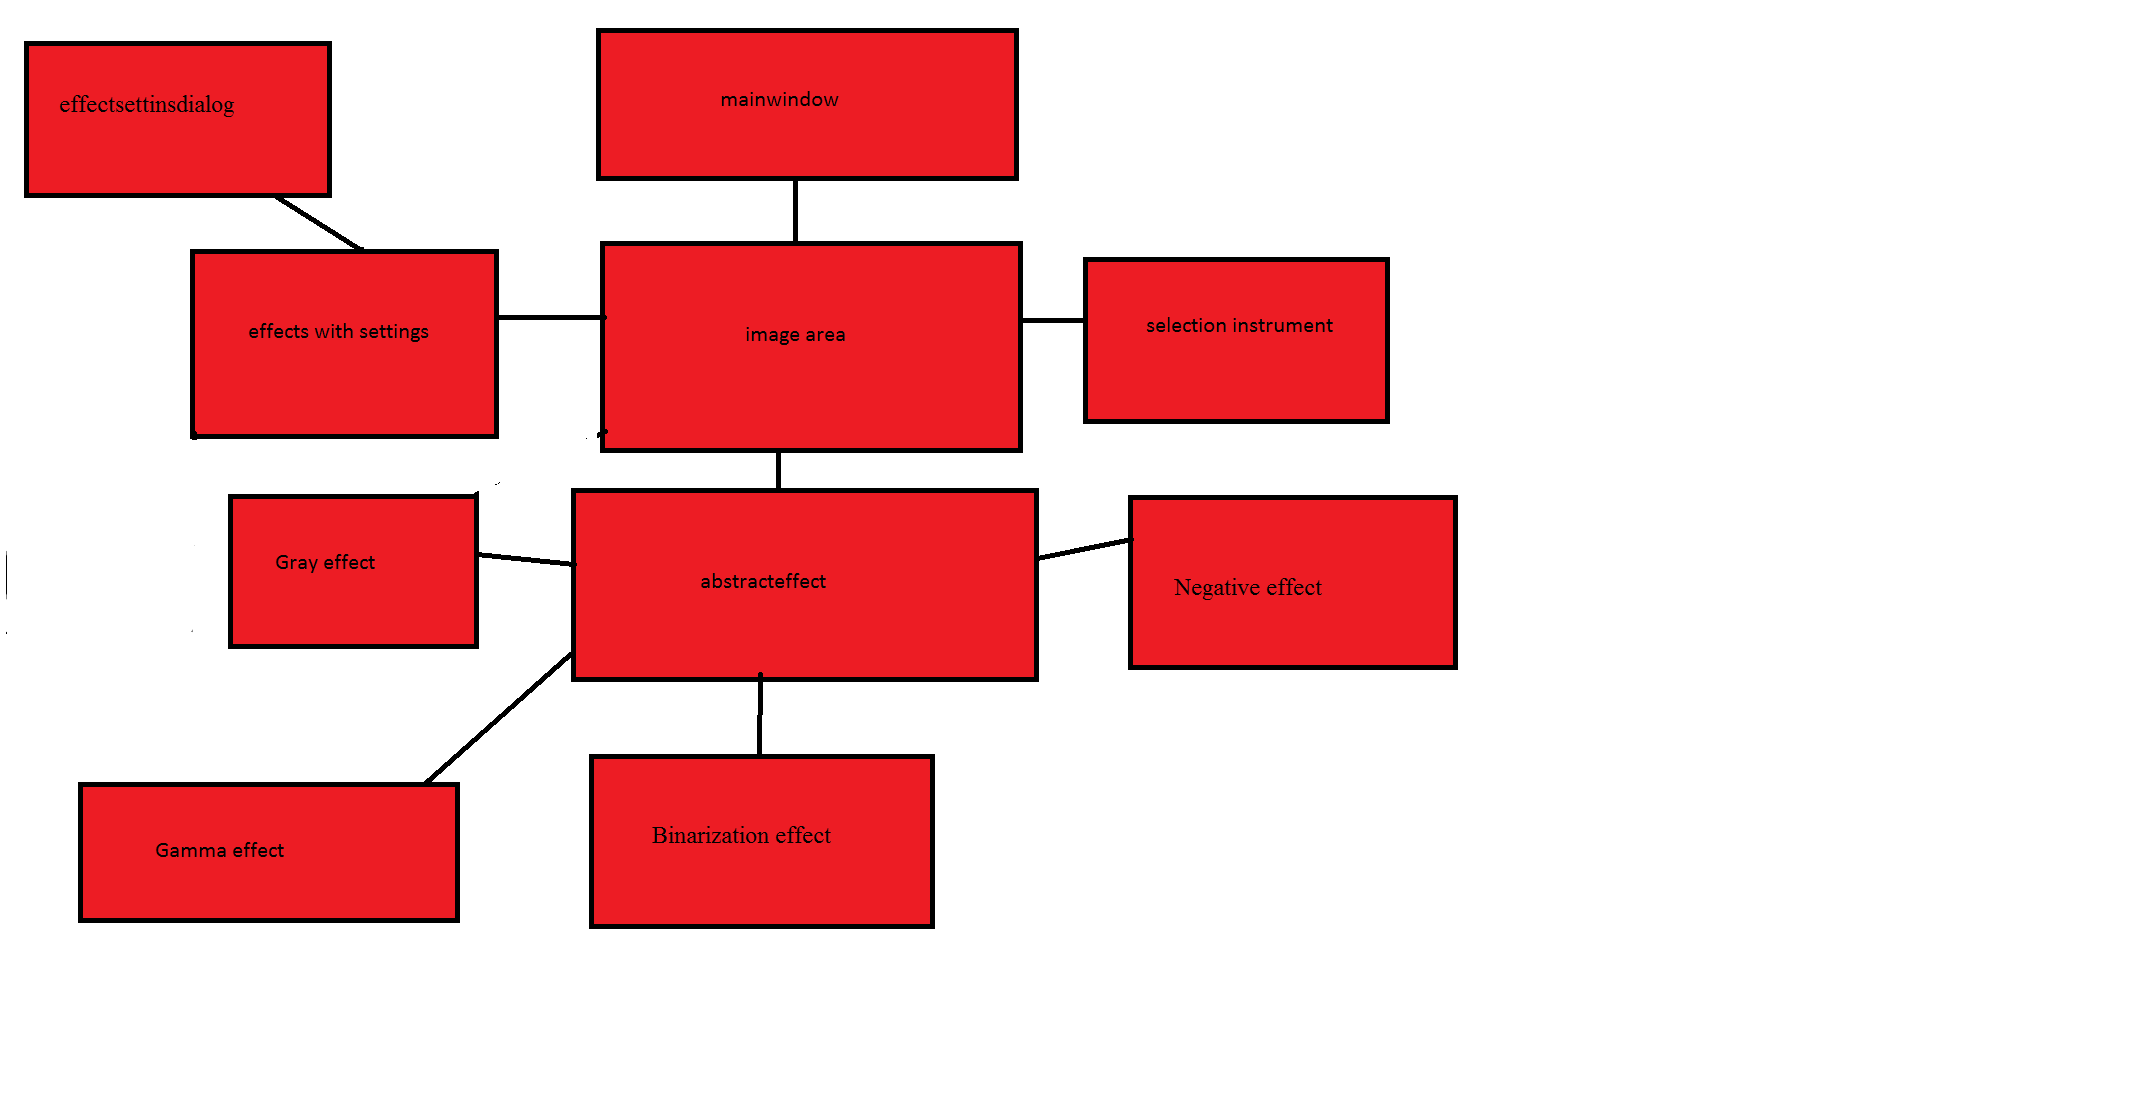 effectsettinsdialog
mainwindow
effects with settings
image area
selection instrument
Gray effect
abstracteffect
Negative effect
Gamma effect
Binarization effect